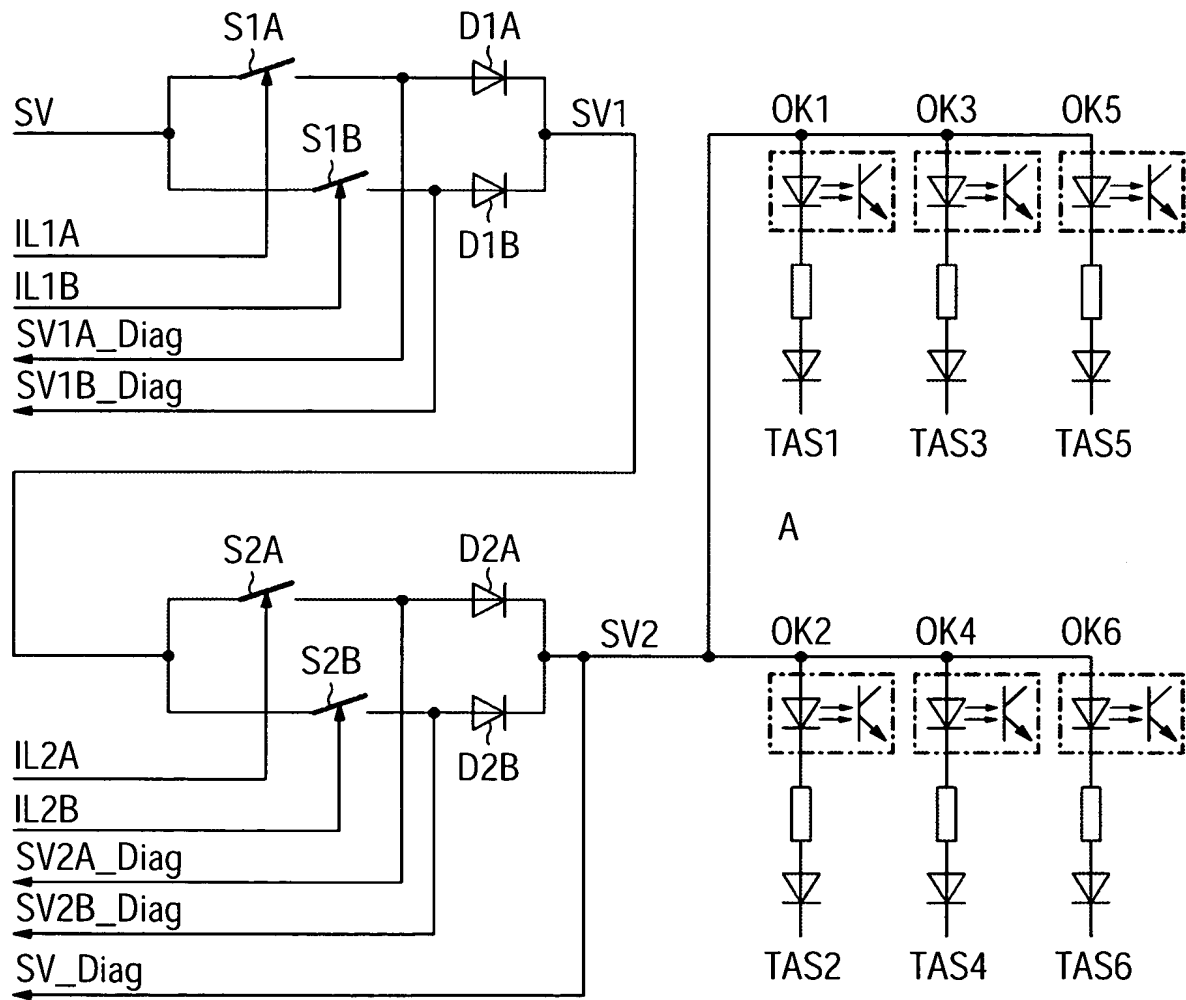 S1A
D1A
SV
S1B
SV1
OK1
OK3
OK5
IL1A
D1B
IL1B
SV1A_Diag
SV1B_Diag
TAS1
TAS3
TAS5
A
S2A
D2A
SV2
OK2
OK4
OK6
S2B
IL2A
D2B
IL2B
SV2A_Diag
SV2B_Diag
SV_Diag
TAS2
TAS4
TAS6